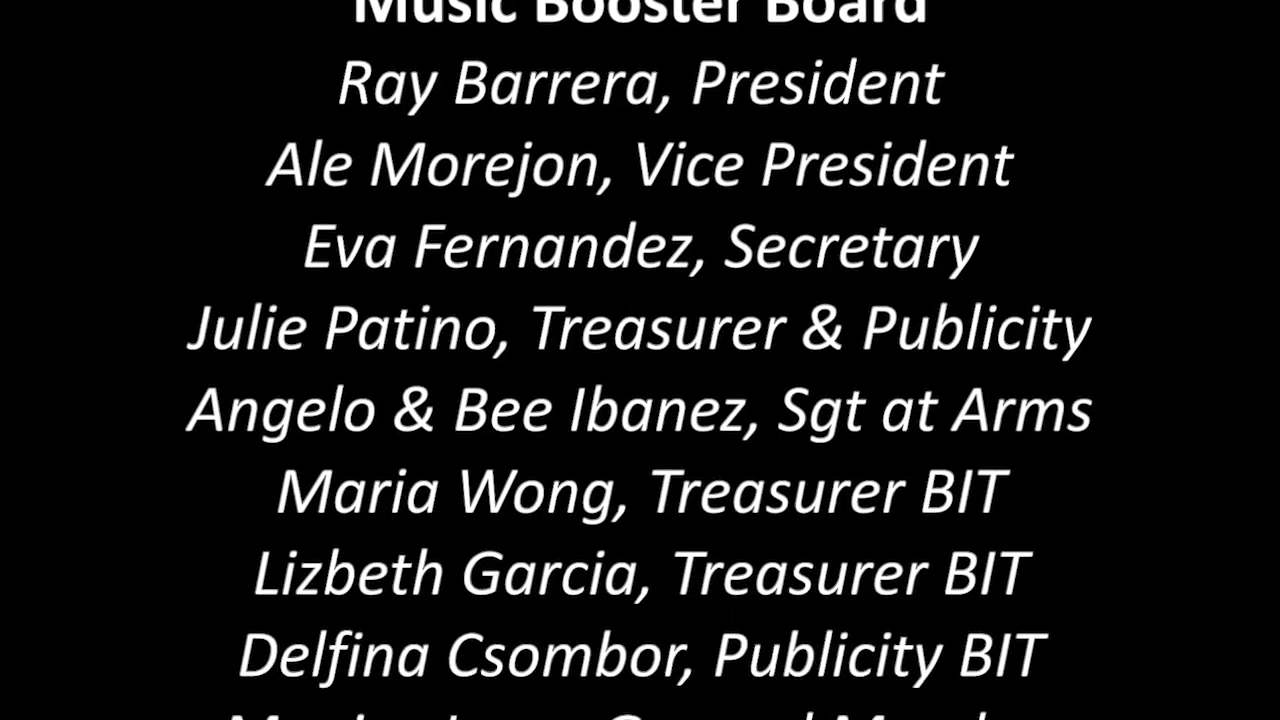 Music Booster Board
Ray Barrera, President
Ale Morejon, Vice President
Eva Fernandez, Secretary
Julie Patino, Treasurer & Publicity
Angelo & Bee Ibanez, Sgt at Arms
Maria Wong, Treasurer BIT
Lizbeth Garcia, Treasurer BIT
Delfina Csombor, Publicity BIT